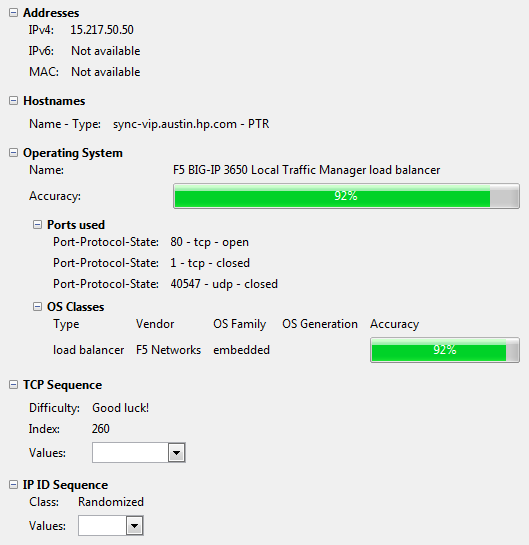 Addresses
IPv4: 15.217.50.50
IPv6: Not available
MAC: Not available
Hostnames
Name - Type: sync-vip.austin.hp.com - PTR
Operating System
Name: F5 BIG-IP 3650 Local Traffic Manager load balancer
Accuracy: 92%
Ports used
Port-Protocol-State: 80 - tcp - open
Port-Protocol-State: 1 - tcp - closed
Port-Protocol-State: 40547 - udp - closed
OS Classes
Type Vendor OS Family OS Generation Accuracy
load balancer F5 Networks embedded 92%
TCP Sequence
Difficulty: Good luck!
Index: 260
Values:
IP ID Sequence
Class: Randomized
Values: